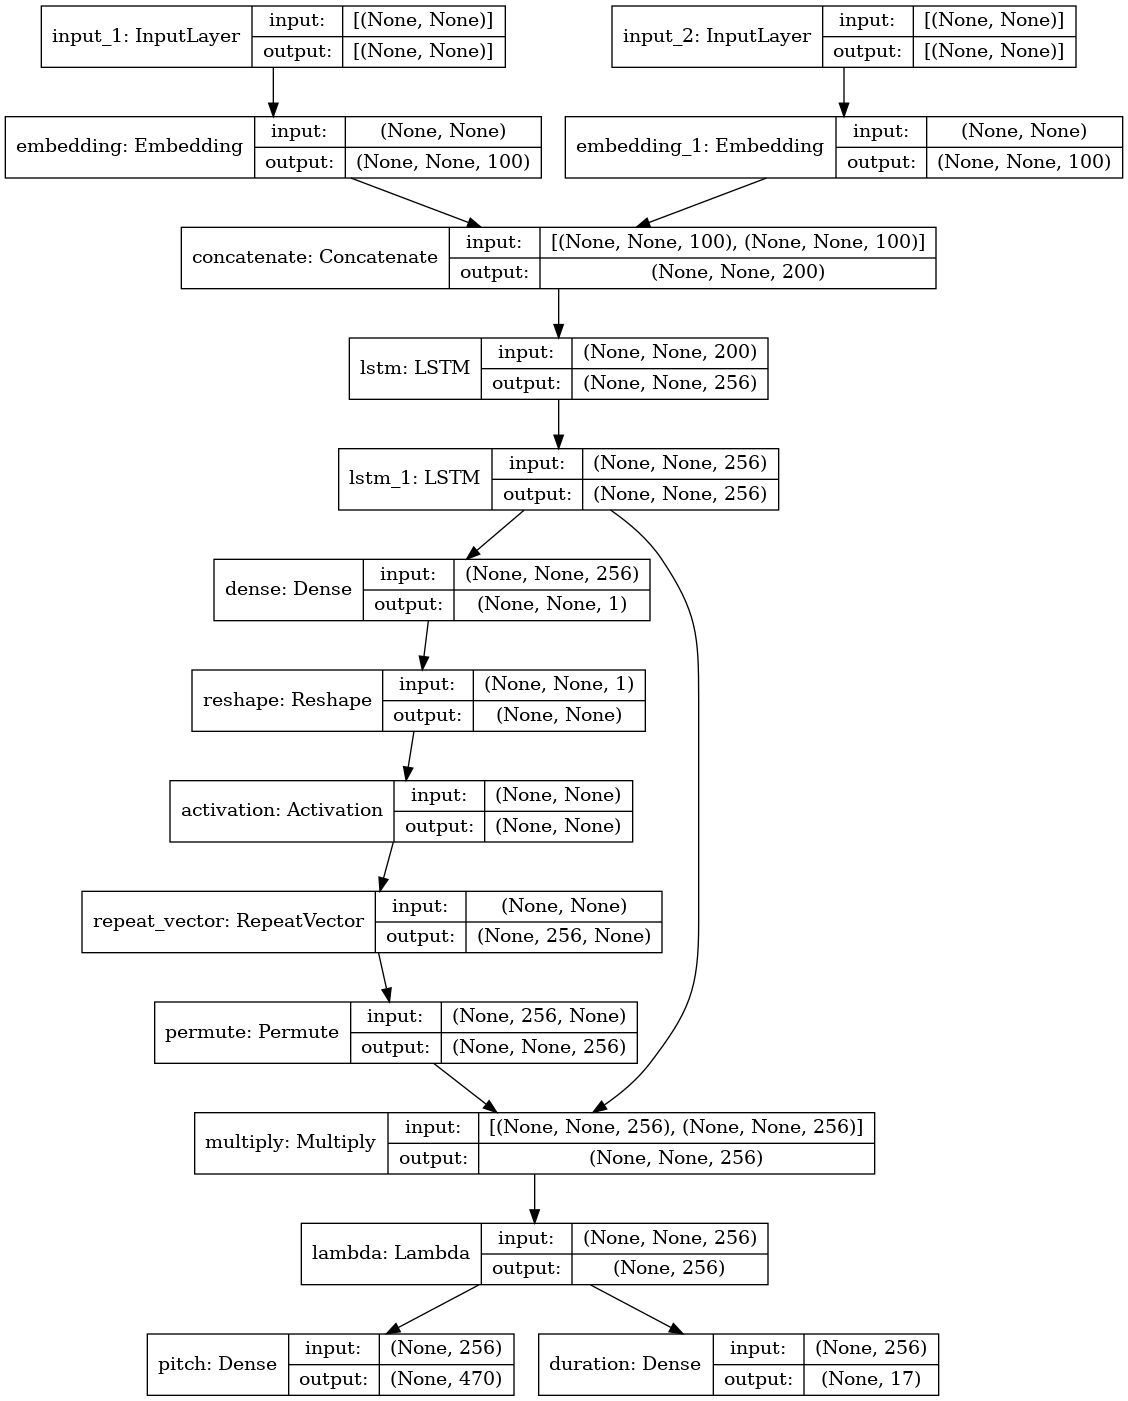 input_1: InputLayer
input: [(None, None)]
output: [(None, None)]
input_2: InputLayer
input: [(None, None)]
output: [(None, None)]
embedding: Embedding
input: (None, None)
output: (None, None, 100)
embedding_1: Embedding
input: (None, None)
output: (None, None, 100)
concatenate: Concatenate
input: [(None, None, 100), (None, None, 100)]
output: (None, None, 200)
lstm: LSTM
input: (None, None, 200)
output: (None, None, 256)
lstm_1: LSTM
input: (None, None, 256)
output: (None, None, 256)
dense: Dense
input: (None, None, 256)
output: (None, None, 1)
reshape: Reshape
input: (None, None, 1)
output: (None, None)
activation: Activation
input: (None, None)
output: (None, None)
repeat_vector: RepeatVector
input: (None, None)
output: (None, 256, None)
permute: Permute
input: (None, 256, None)
output: (None, None, 256)
multiply: Multiply
input: [(None, None, 256), (None, None, 256)]
output: (None, None, 256)
lambda: Lambda
input: (None, None, 256)
output: (None, 256)
pitch: Dense
input: (None, 256)
output: (None, 470)
duration: Dense
input: (None, 256)
output: (None, 17)